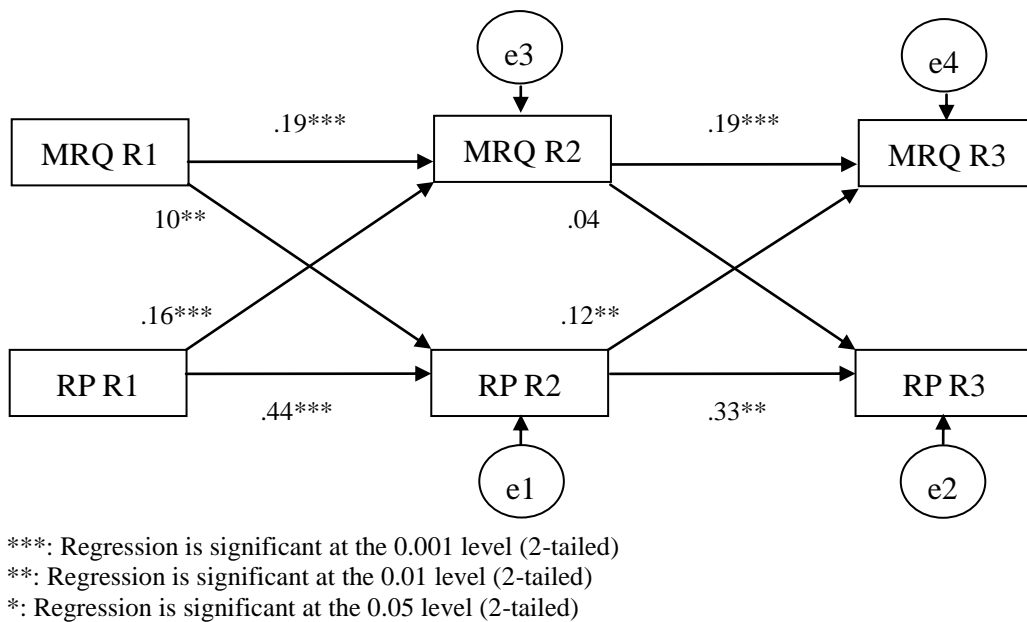 e3
e4
.19***
.19***
MRQ R1
MRQ R2
MRQ R3
10**
.04
.16***
.12**
RP R1
RP R2
RP R3
.44***
.33**
e1
e2
***: Regression is significant at the 0.001 level (2-tailed)
**: Regression is significant at the 0.01 level (2-tailed)
*: Regression is significant at the 0.05 level (2-tailed)